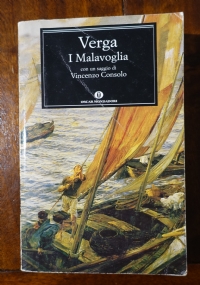 Verga
I Malavoglia
con un saggio di
Vincenzo Consolo
OSCAR MONDADORI